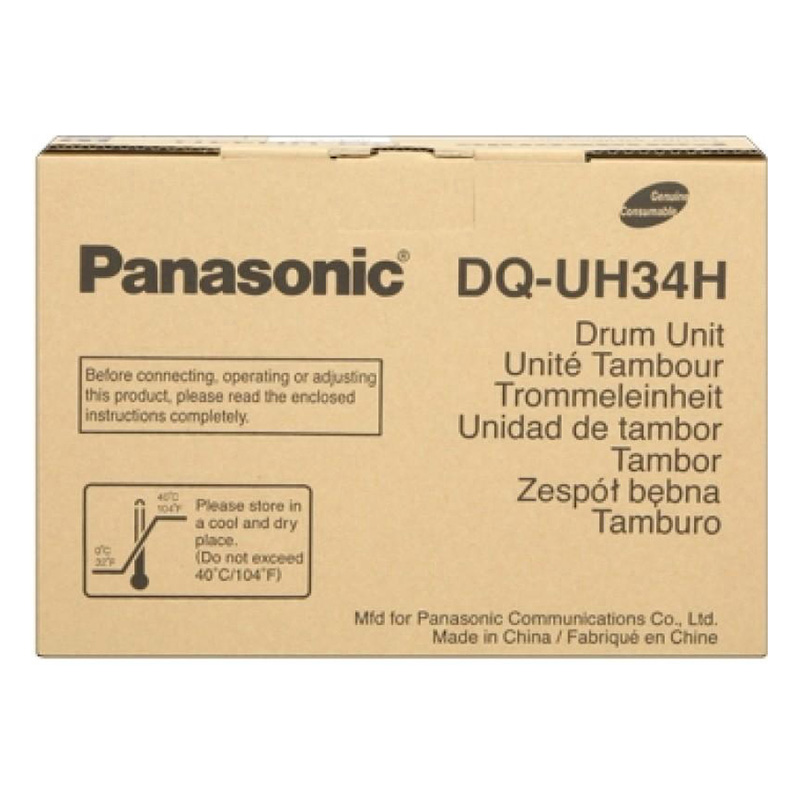 Genuine
Consumable
Panasonic®
DQ-UH34H
Drum Unit
Unité Tambour
Trommeleinheit
Unidad de tambor
Tambor
Zespół bębna
Tamburo
Before connecting, operating or adjusting
this product, please read the enclosed
instructions completely.
40°C
104°F
0°C
32°F
Please store in
a cool and dry
place.
(Do not exceed
40°C/104°F)
Mfd for Panasonic Communications Co., Ltd.
Made in China / Fabriqué en Chine